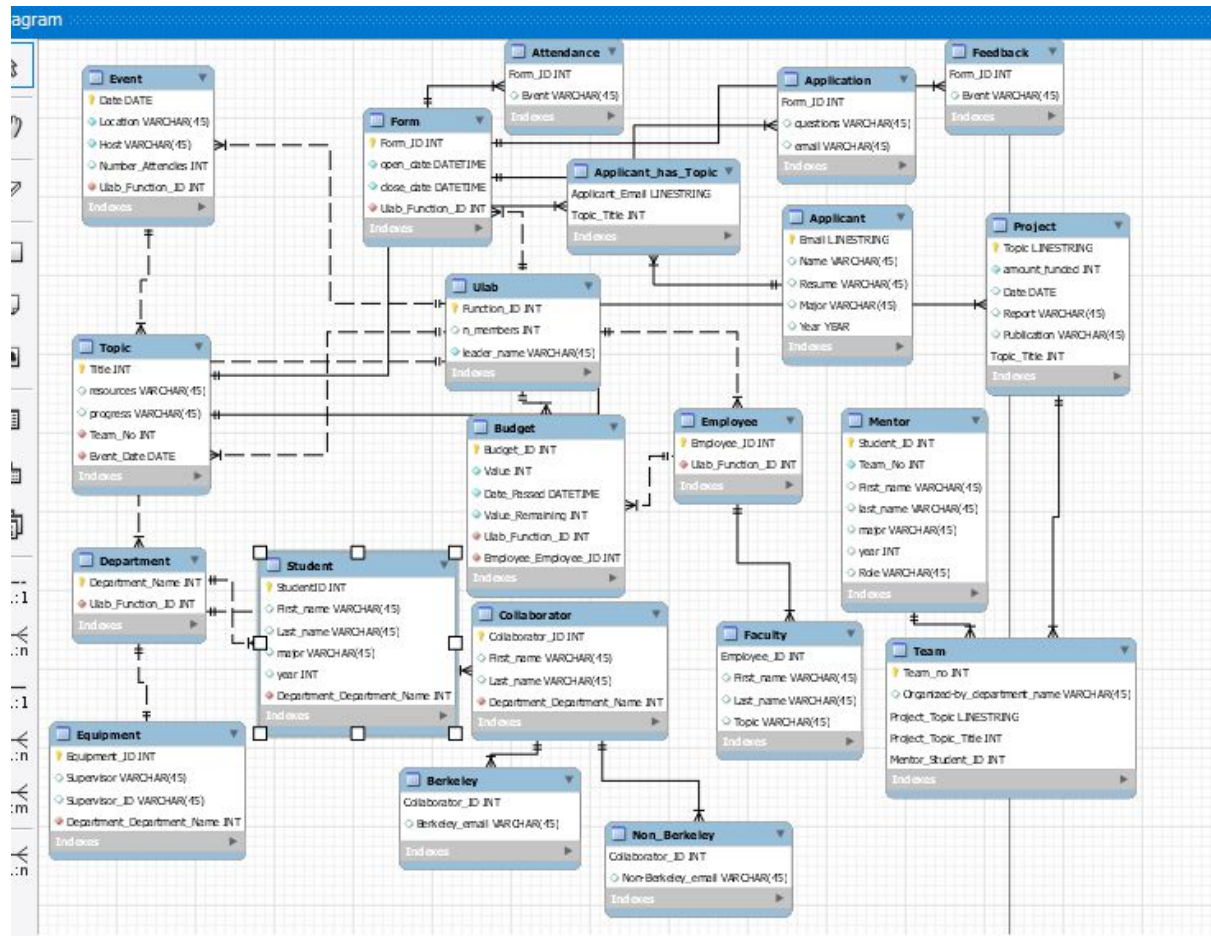 agram
Event
Date DATE
Location VARCHAR(45)
Host VARCHAR(45)
Number_Attendies INT
Ulab_Function_ID INT
Indexes
Attendance
Form_ID INT
Event VARCHAR(45)
Indexes
Feedback
Form_ID INT
Event VARCHAR(45)
Indexes
Application
Form_ID INT
questions VARCHAR(45)
email VARCHAR(45)
Indexes
Form
Form_ID INT
open_date DATETIME
close_date DATETIME
Ulab_Function_ID INT
Indexes
Applicant_has_Topic
Applicant_Email LINESTRING
Topic_Title INT
Indexes
Applicant
Email LINESTRING
Name VARCHAR(45)
Resume VARCHAR(45)
Major VARCHAR(45)
Year YEAR
Indexes
Project
Topic LINESTRING
amount_funded INT
Date DATE
Report VARCHAR(45)
Publication VARCHAR(45)
Topic_Title INT
Indexes
Ulab
Function_ID INT
n_members INT
leader_name VARCHAR(45)
Indexes
Topic
Title INT
resources VARCHAR(45)
progress VARCHAR(45)
Team_No INT
Event_Date DATE
Indexes
Budget
Budget_ID INT
Value INT
Date_Passed DATETIME
Value_Remaining INT
Ulab_Function_ID INT
Employee_Employee_ID INT
Indexes
Employee
Employee_ID INT
Ulab_Function_ID INT
Indexes
Mentor
Student_ID INT
Team_No INT
First_name VARCHAR(45)
last_name VARCHAR(45)
major VARCHAR(45)
year INT
Role VARCHAR(45)
Indexes
Department
Department_Name INT
Ulab_Function_ID INT
Indexes
Student
StudentID INT
First_name VARCHAR(45)
Last_name VARCHAR(45)
major VARCHAR(45)
year INT
Department_Department_Name INT
Indexes
Collaborator
Collaborator_ID INT
First_name VARCHAR(45)
Last_name VARCHAR(45)
Department_Department_Name INT
Indexes
Faculty
Employee_ID INT
First_name VARCHAR(45)
Last_name VARCHAR(45)
Topic VARCHAR(45)
Indexes
Team
Team_no INT
Organized-by_department_name VARCHAR(45)
Project_Topic LINESTRING
Project_Topic_Title INT
Mentor_Student_ID INT
Indexes
Equipment
Equipment_ID INT
Supervisor VARCHAR(45)
Supervisor_ID VARCHAR(45)
Department_Department_Name INT
Indexes
Berkeley
Collaborator_ID INT
Berkeley_email VARCHAR(45)
Indexes
Non_Berkeley
Collaborator_ID INT
Non-Berkeley_email VARCHAR(45)
Indexes
:1
:n
:1
:n
:m
:n